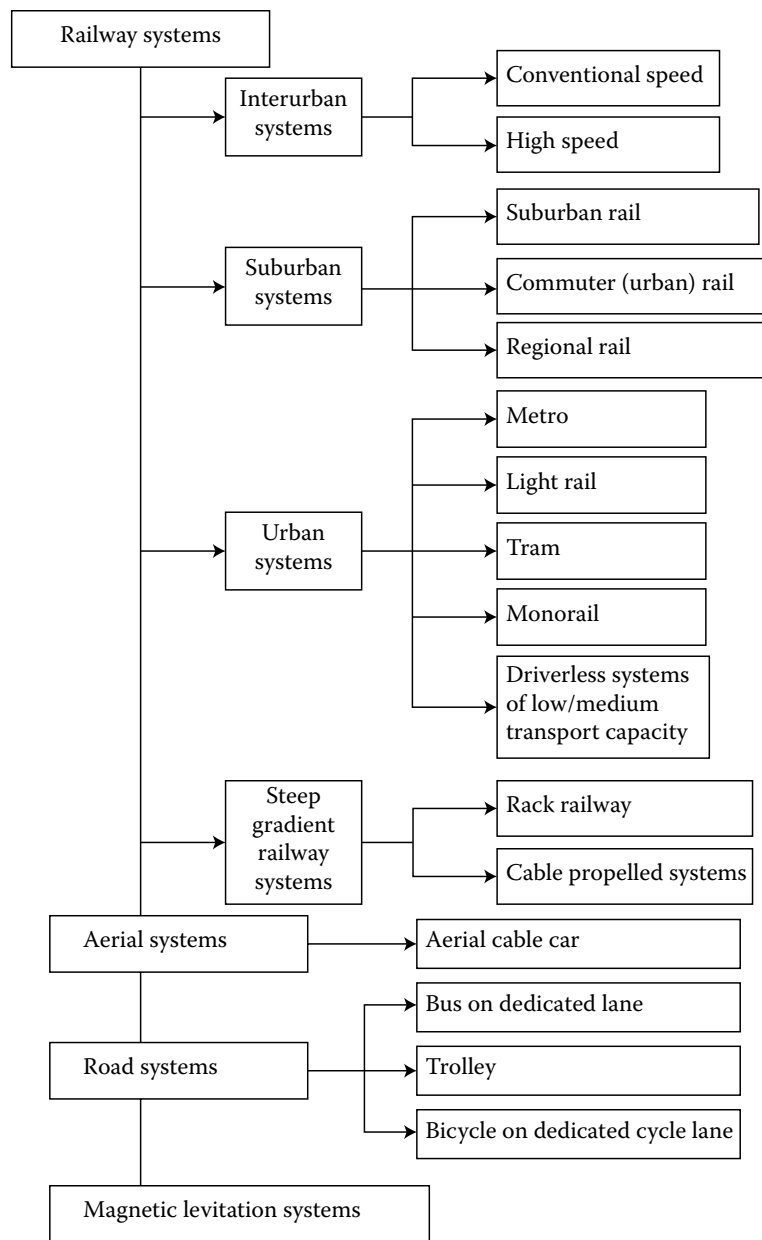 Railway systems
Interurban
systems
Conventional speed
High speed
Suburban
systems
Suburban rail
Commuter (urban) rail
Regional rail
Urban
systems
Metro
Light rail
Tram
Monorail
Driverless systems
of low/medium
transport capacity
Steep
gradient
railway
systems
Rack railway
Cable propelled systems
Aerial systems
Aerial cable car
Road systems
Bus on dedicated lane
Trolley
Bicycle on dedicated cycle lane
Magnetic levitation systems